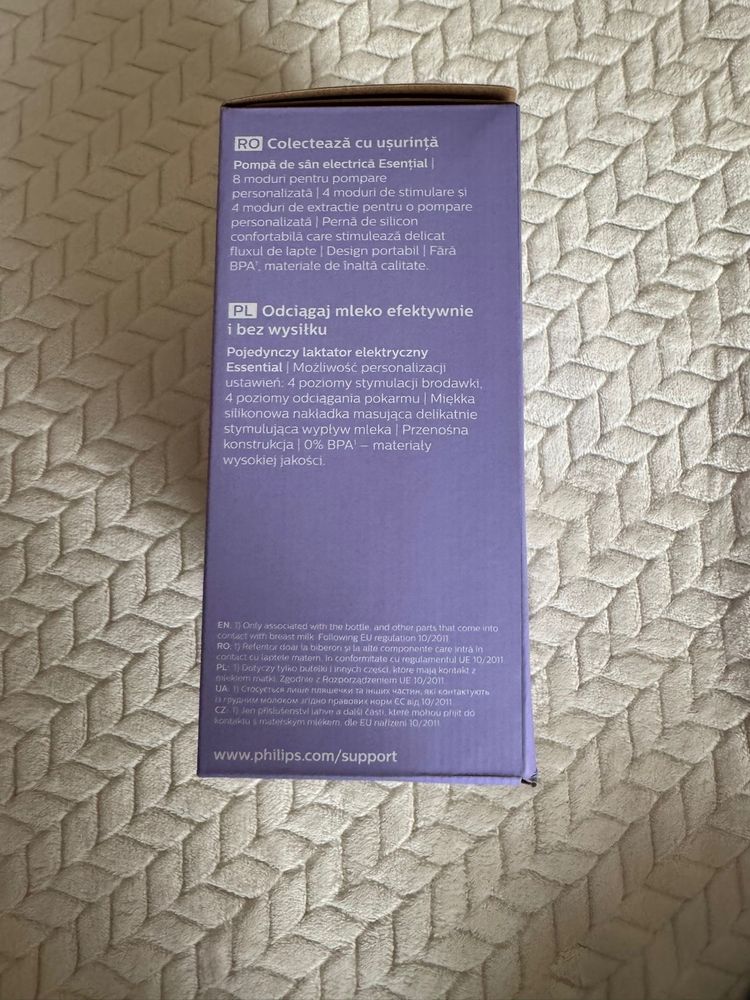 RO Colectează cu ușurință
Pompă de sân electrică Esențial |
8 moduri pentru pompare
personalizată | 4 moduri de stimulare și
4 moduri de extractie pentru o pompare
personalizată | Pernă de silicon
confortabilă care stimulează delicat
fluxul de lapte | Design portabil | Fără
BPA¹, materiale de înaltă calitate.
PL Odciągaj mleko efektywnie
i bez wysiłku
Pojedynczy laktator elektryczny
Essential | Możliwość personalizacji
ustawień: 4 poziomy stymulacji brodawki,
4 poziomy odciągania pokarmu | Miękka
silikonowa nakładka masująca delikatnie
stymulująca wypływ mleka | Przenośna
konstrukcja | 0% BPA¹ – materiały
wysokiej jakości.
EN: 1) Only associated with the bottle, and other parts that come into
contact with breast milk. Following EU regulation 10/2011
RO: 1) Referitor doar la biberon și la alte componente care intră în
contact cu laptele matern, în conformitate cu regulamentul UE 10/2011
PL: 1) Dotyczy tylko butelki i innych części, które mają kontakt z
mlekiem matki. Zgodnie z Rozporządzeniem UE 10/2011
UA: 1) Стосується лише пляшечки та інших частин, які контактують
із грудним молоком згідно правових норм ЄС від 10/2011
CZ: 1) Jen příslušenství lahve a další části, které mohou přijít do
kontaktu s mateřským mlékem, dle EU nařízení 10/2011
www.philips.com/support